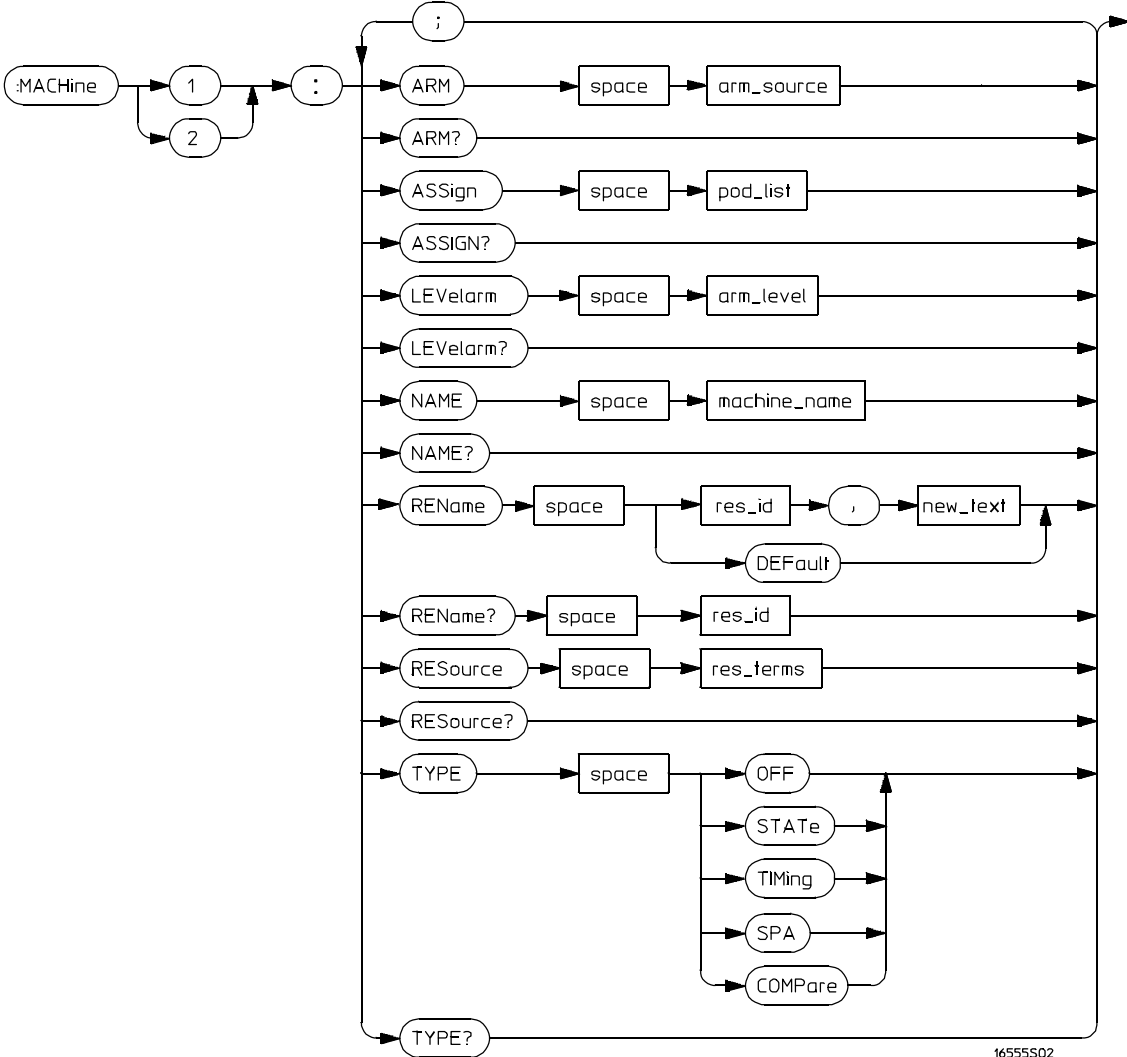 ;
:MACHine 1 : ARM space arm_source
2 ARM?
ASSign space pod_list
ASSIGN?
LEVelarm space arm_level
LEVelarm?
NAME space machine_name
NAME?
REName space res_id , new_text
DEFault
REName? space res_id
RESource space res_terms
RESource?
TYPE space OFF
STATe
TIMing
SPA
COMPare
TYPE?
16555S02